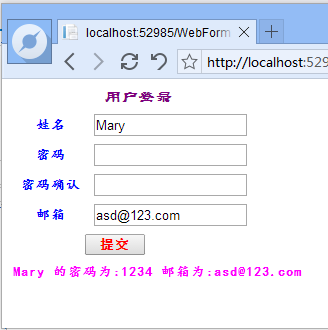 localhost:52985/WebForm
http://localhost:529
用户登录
姓名 Mary
密码
密码确认
邮箱 asd@123.com
提交
Mary 的密码为:1234 邮箱为:asd@123.com